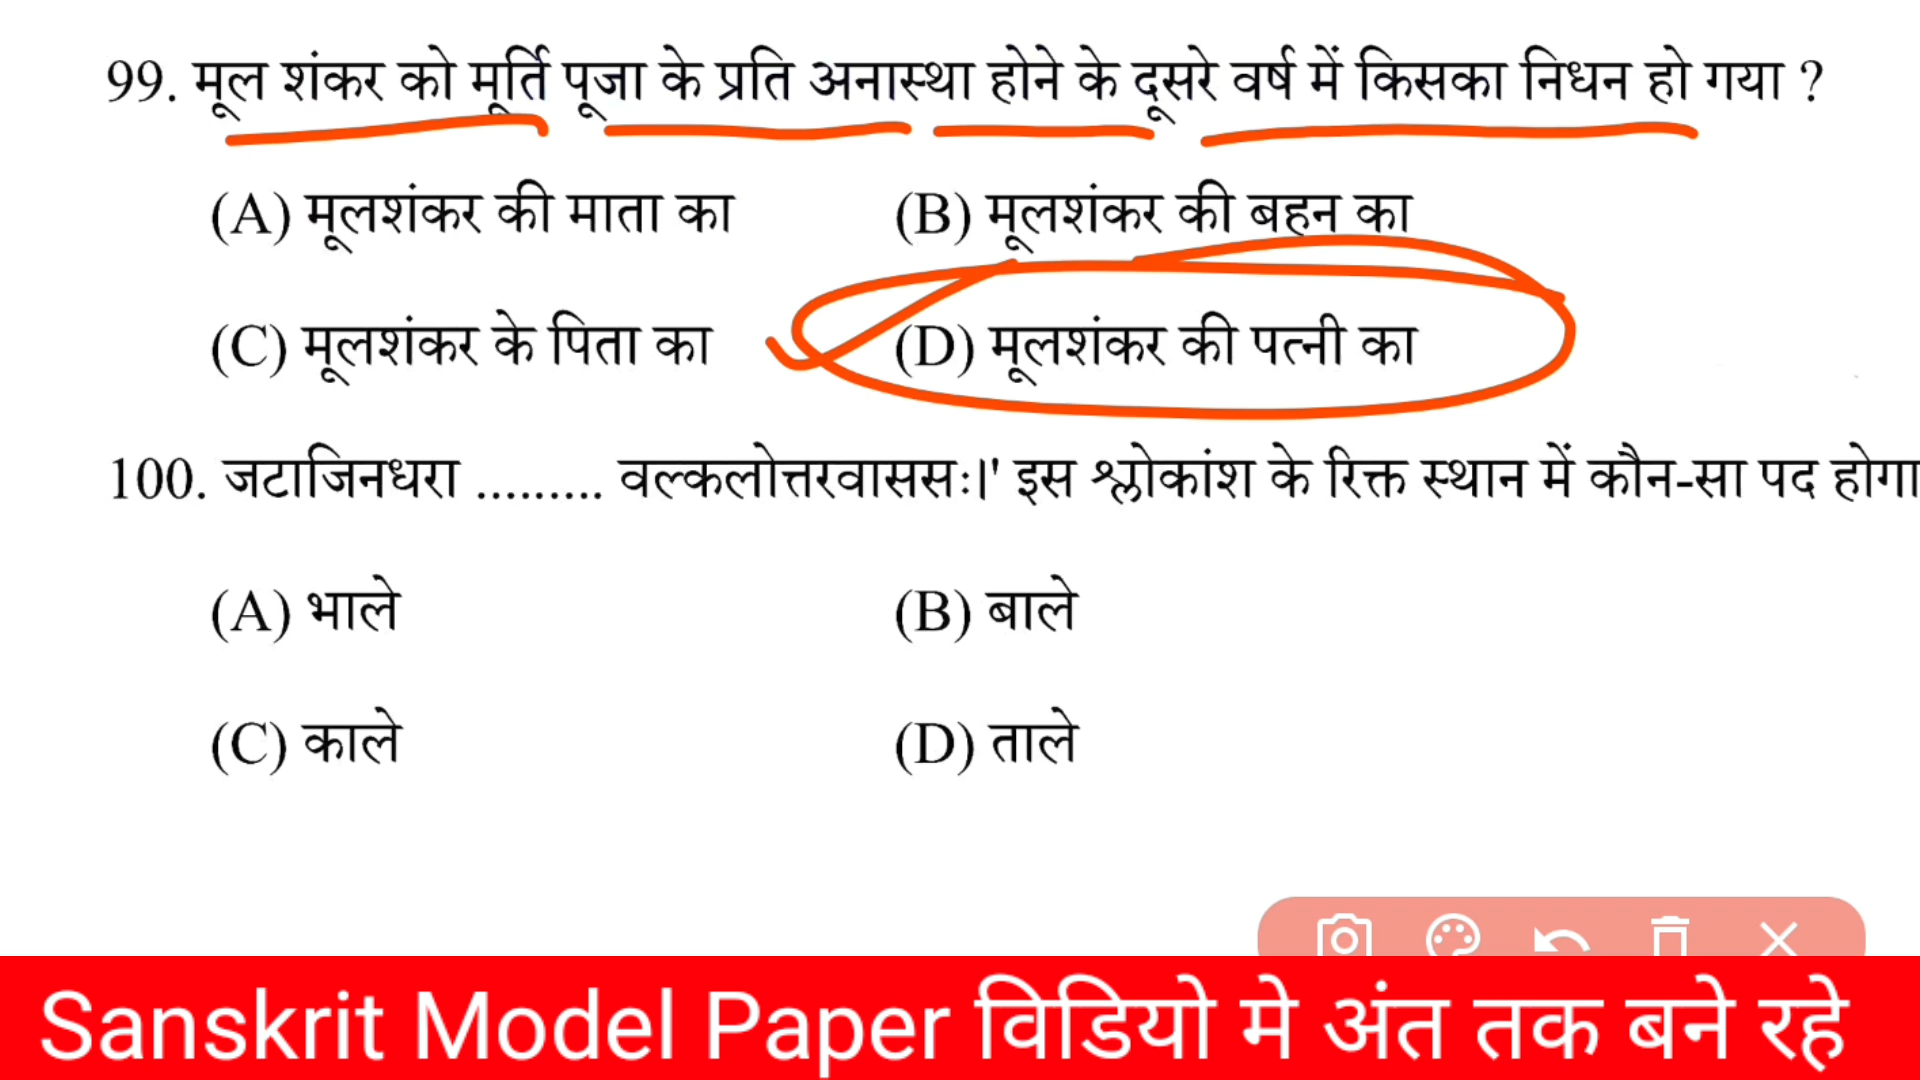 99. मूल शंकर को मूर्ति पूजा के प्रति अनास्था होने के दूसरे वर्ष में किसका निधन हो गया ?
(A) मूलशंकर की माता का (B) मूलशंकर की बहन का
(C) मूलशंकर के पिता का (D) मूलशंकर की पत्नी का
100. जटाजिनधरा ......... वल्कलोत्तरवाससः।' इस श्लोकांश के रिक्त स्थान में कौन-सा पद होगा
(A) भाले (B) बाले
(C) काले (D) ताले
Sanskrit Model Paper विडियो मे अंत तक बने रहे